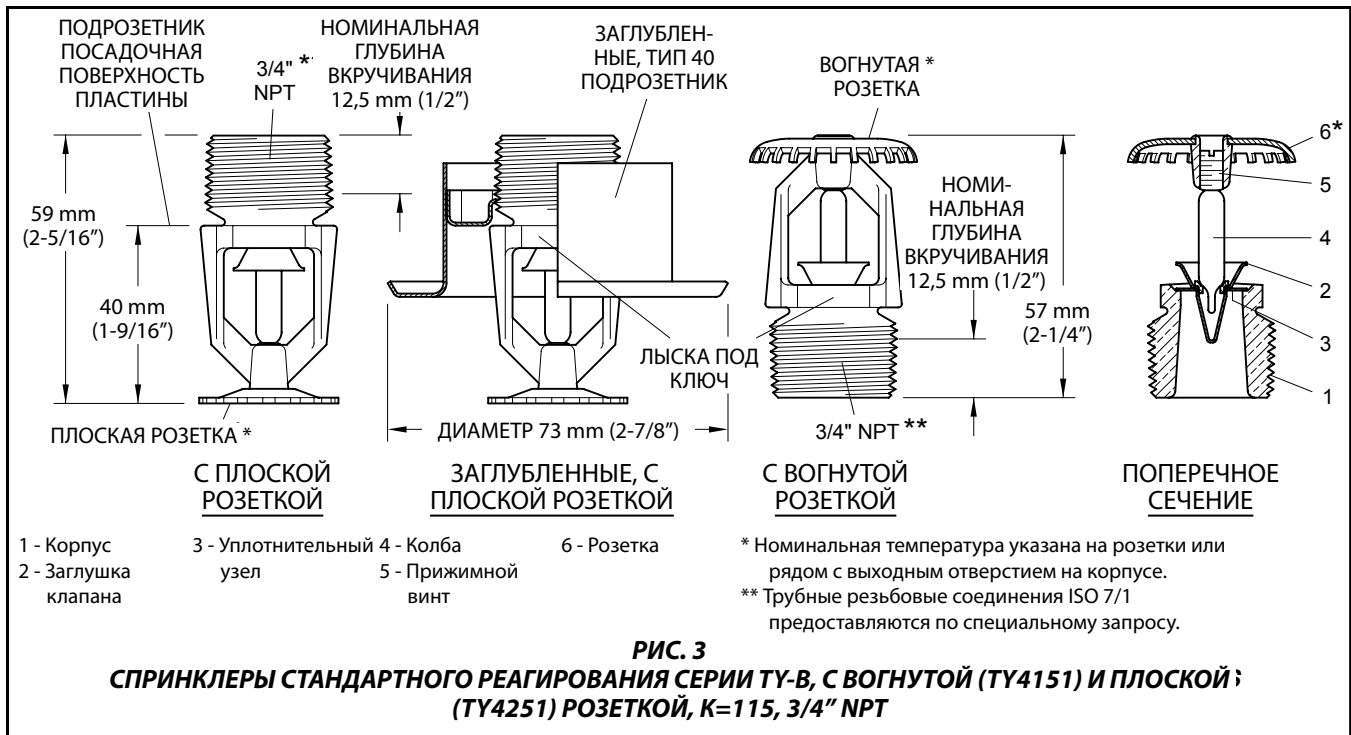 ПОДРОЗЕТНИК
ПОСАДОЧНАЯ
ПОВЕРХНОСТЬ
ПЛАСТИНЫ
3/4" **
NPT
НОМИНАЛЬНАЯ
ГЛУБИНА
ВКРУЧИВАНИЯ
12,5 mm (1/2”)
ЗАГЛУБЛЕН-
НЫЕ, ТИП 40
ПОДРОЗЕТНИК
ВОГНУТАЯ *
РОЗЕТКА
6*
5
4
2
3
1
59 mm
(2-5/16”)
40 mm
(1-9/16”)
НОМИ-
НАЛЬНАЯ
ГЛУБИНА
ВКРУЧИВАНИЯ
12,5 mm (1/2”)
57 mm
(2-1/4”)
ЛЫСКА ПОД
КЛЮЧ
ПЛОСКАЯ РОЗЕТКА *
ДИАМЕТР 73 mm (2-7/8”)
3/4" NPT **
С ПЛОСКОЙ
РОЗЕТКОЙ
ЗАГЛУБЛЕННЫЕ, С
ПЛОСКОЙ РОЗЕТКОЙ
С ВОГНУТОЙ
РОЗЕТКОЙ
ПОПЕРЕЧНОЕ
СЕЧЕНИЕ
1 - Корпус
2 - Заглушка
клапана
3 - Уплотнительный
узел
4 - Колба
5 - Прижимной
винт
6 - Розетка
* Номинальная температура указана на розетки или
рядом с выходным отверстием на корпусе.
** Трубные резьбовые соединения ISO 7/1
предоставляются по специальному запросу.
РИС. 3
СПРИНКЛЕРЫ СТАНДАРТНОГО РЕАГИРОВАНИЯ СЕРИИ TY-B, С ВОГНУТОЙ (TY4151) И ПЛОСКОЙ
(TY4251) РОЗЕТКОЙ, K=115, 3/4” NPT